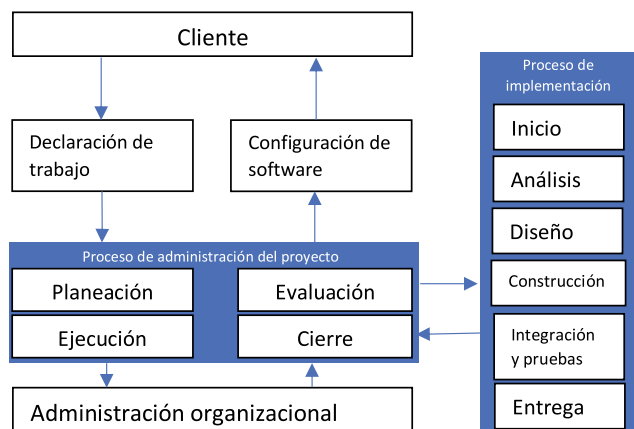 Cliente
Declaración de
trabajo
Configuración de
software
Proceso de administración del proyecto
Planeación
Evaluación
Ejecución
Cierre
Administración organizacional
Proceso de
implementación
Inicio
Análisis
Diseño
Construcción
Integración
y pruebas
Entrega